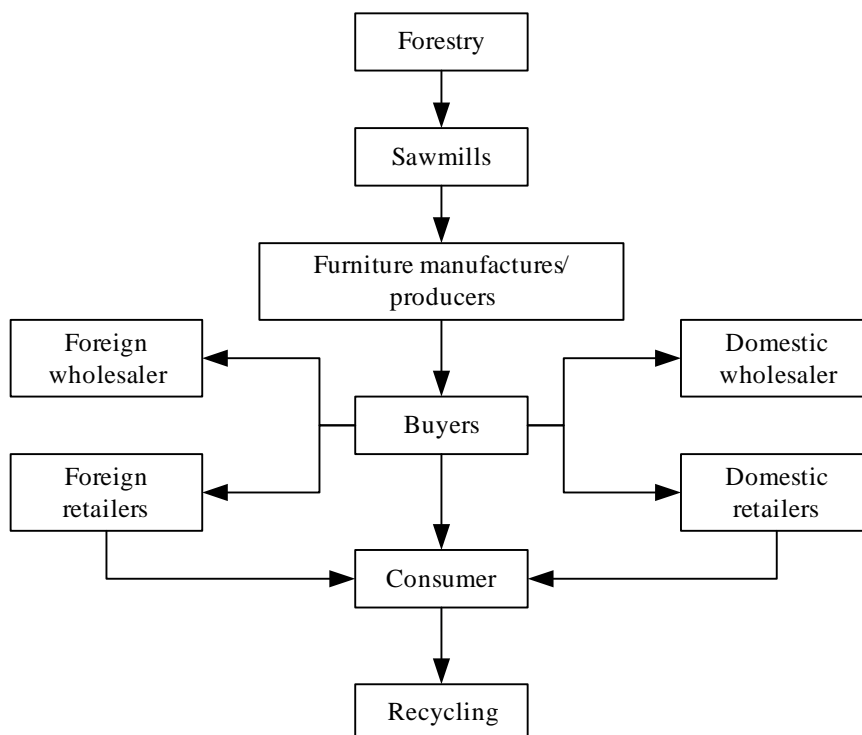 Forestry
Sawmills
Furniture manufactures/
producers
Foreign
wholesaler
Domestic
wholesaler
Buyers
Foreign
retailers
Domestic
retailers
Consumer
Recycling